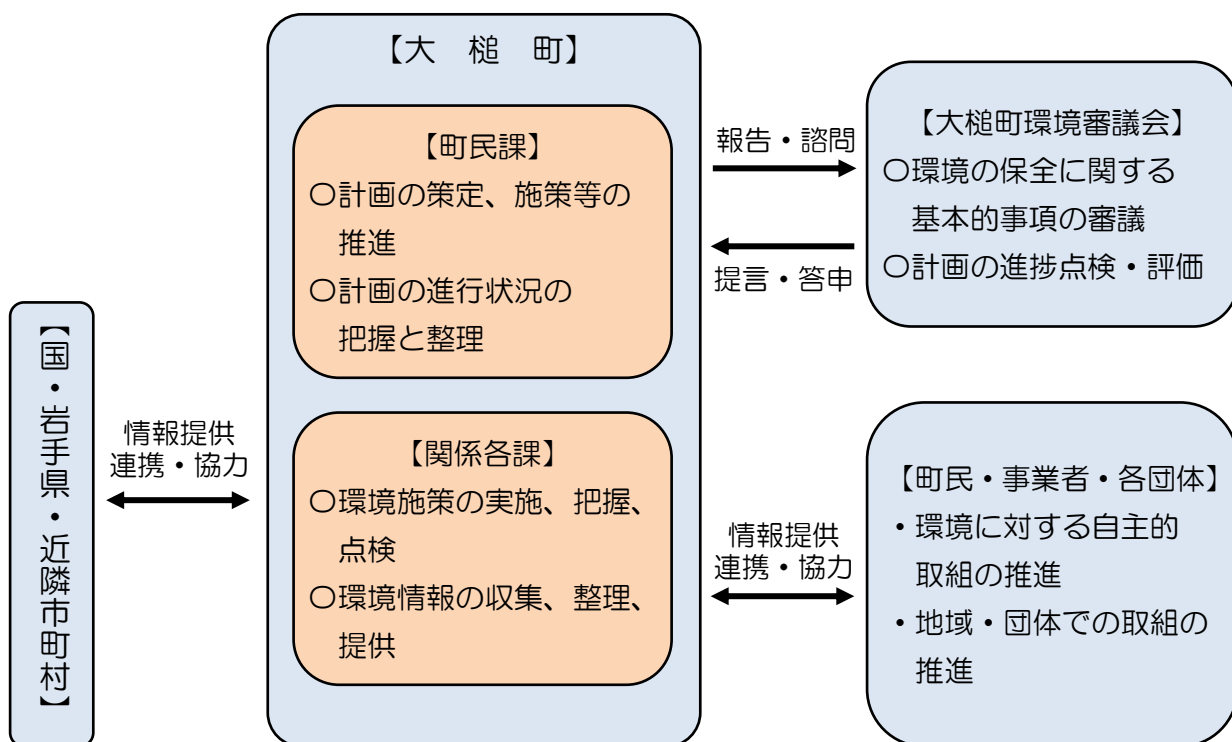 【大　槌　町】
【町民課】
〇計画の策定、施策等の
推進
〇計画の進行状況の
把握と整理
【関係各課】
〇環境施策の実施、把握、
点検
〇環境情報の収集、整理、
提供
報告・諮問
提言・答申
【大槌町環境審議会】
〇環境の保全に関する
基本的事項の審議
〇計画の進捗点検・評価
【国・岩手県・近隣市町村】
情報提供
連携・協力
情報提供
連携・協力
【町民・事業者・各団体】
・環境に対する自主的
取組の推進
・地域・団体での取組の
推進